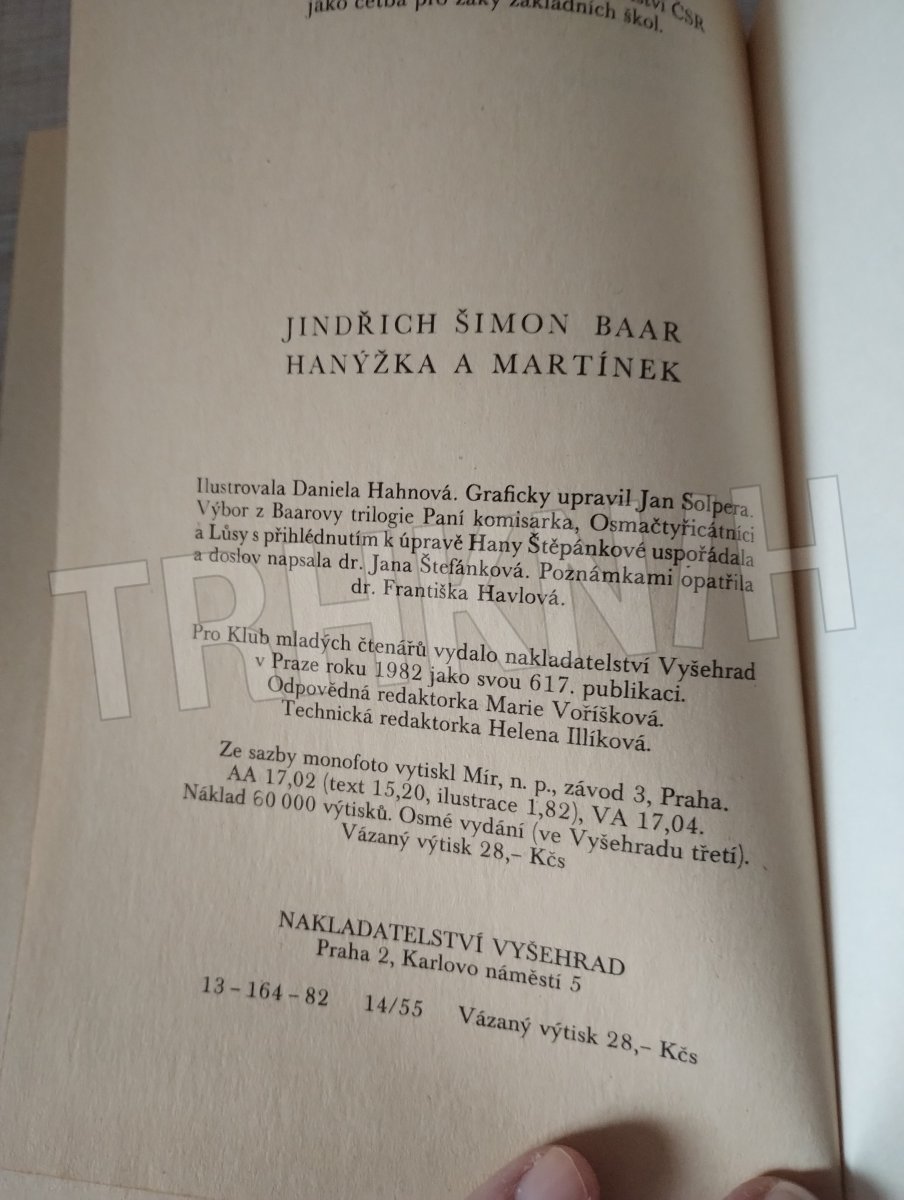 ČSR
jako četba pro žáky základních škol.
JINDŘICH ŠIMON BAAR
HANÝŽKA A MARTÍNEK
Ilustrovala Daniela Hahnová. Graficky upravil Jan Solpera.
Výbor z Baarovy trilogie Paní komisarka, Osmačtyřicátníci
a Lůsy s přihlédnutím k úpravě Hany Štěpánkové uspořádala
a doslov napsala dr. Jana Štefánková. Poznámkami opatřila
dr. Františka Havlová.
Pro Klub mladých čtenářů vydalo nakladatelství Vyšehrad
v Praze roku 1982 jako svou 617. publikaci.
Odpovědná redaktorka Marie Voříšková.
Technická redaktorka Helena Illíková.
Ze sazby monofoto vytiskl Mír, n. p., závod 3, Praha.
AA 17,02 (text 15,20, ilustrace 1,82), VA 17,04.
Náklad 60 000 výtisků. Osmé vydání (ve Vyšehradu třetí).
Vázaný výtisk 28,– Kčs
NAKLADATELSTVÍ VYŠEHRAD
Praha 2, Karlovo náměstí 5
13 – 164 – 82 14/55 Vázaný výtisk 28,– Kčs
TRHKNIH